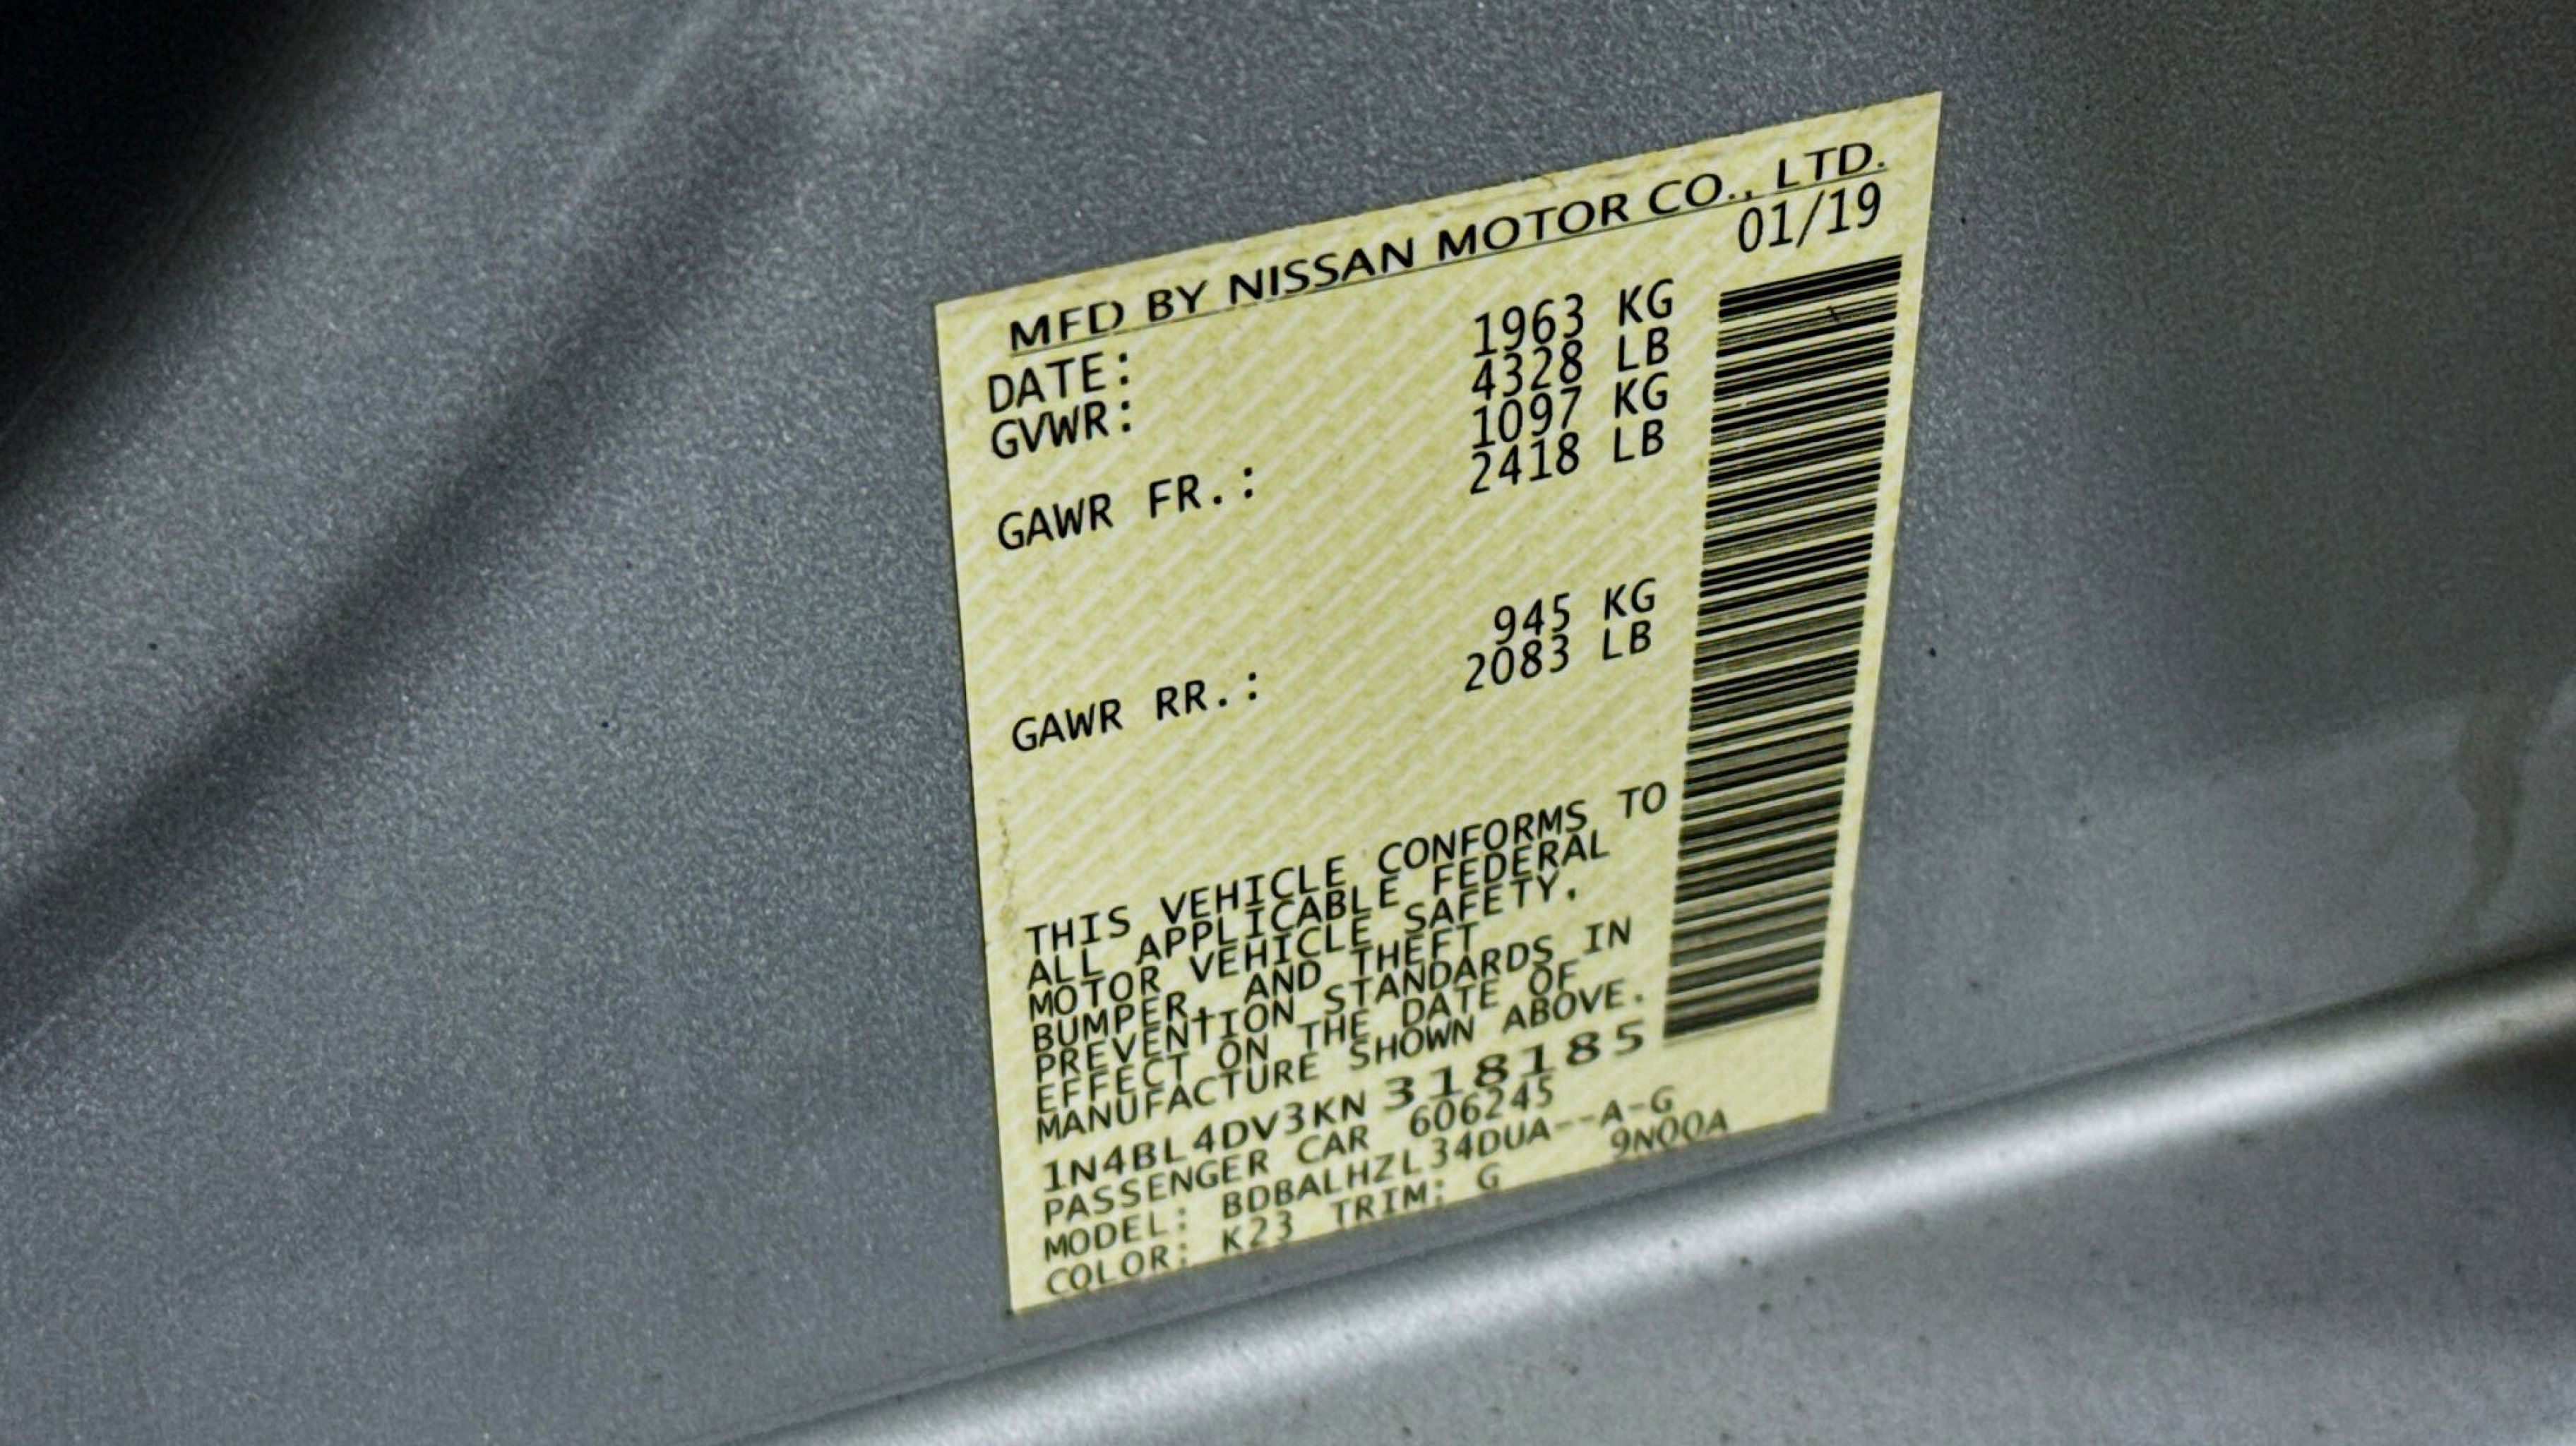 MFD BY NISSAN MOTOR CO., LTD.
DATE: 01/19
GVWR: 1963 KG
4328 LB
GAWR FR.: 1097 KG
2418 LB
GAWR RR.: 945 KG
2083 LB
THIS VEHICLE CONFORMS TO
ALL APPLICABLE FEDERAL
MOTOR VEHICLE SAFETY,
BUMPER, AND THEFT
PREVENTION STANDARDS IN
EFFECT ON THE DATE OF
MANUFACTURE SHOWN ABOVE.
1N4BL4DV3KN318185
PASSENGER CAR 606245
MODEL: BDBALHZL34DUA--A-G
COLOR: K23 TRIM: G 9N00A